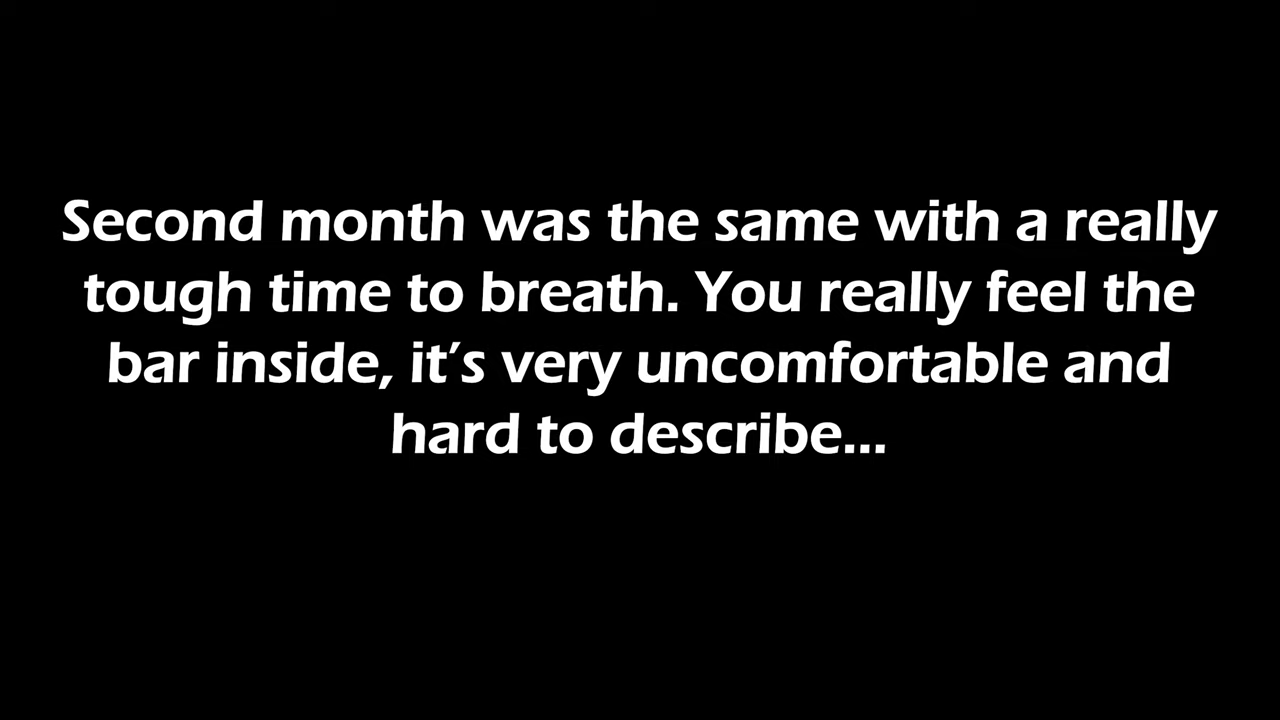 Second month was the same with a really
tough time to breath. You really feel the
bar inside, it’s very uncomfortable and
hard to describe...